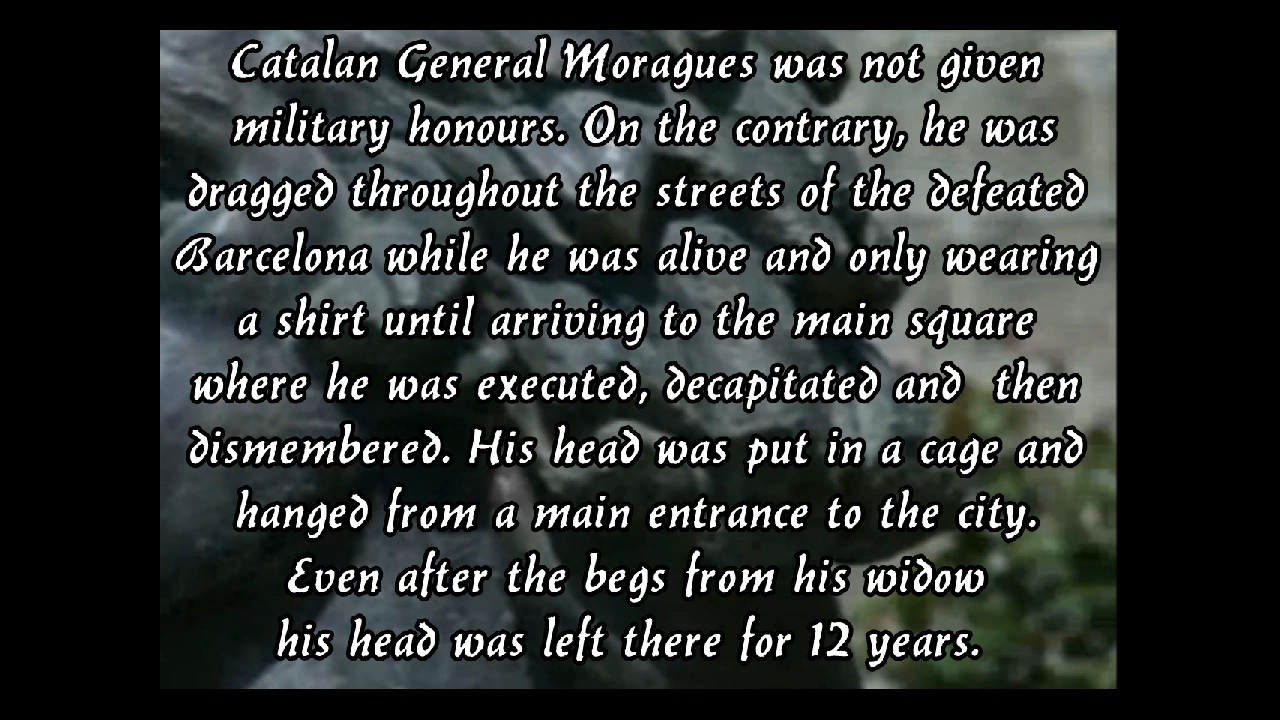 Catalan General Moragues was not given
military honours. On the contrary, he was
dragged throughout the streets of the defeated
Barcelona while he was alive and only wearing
a shirt until arriving to the main square
where he was executed, decapitated and then
dismembered. His head was put in a cage and
hanged from a main entrance to the city.
Even after the begs from his widow
his head was left there for 12 years.